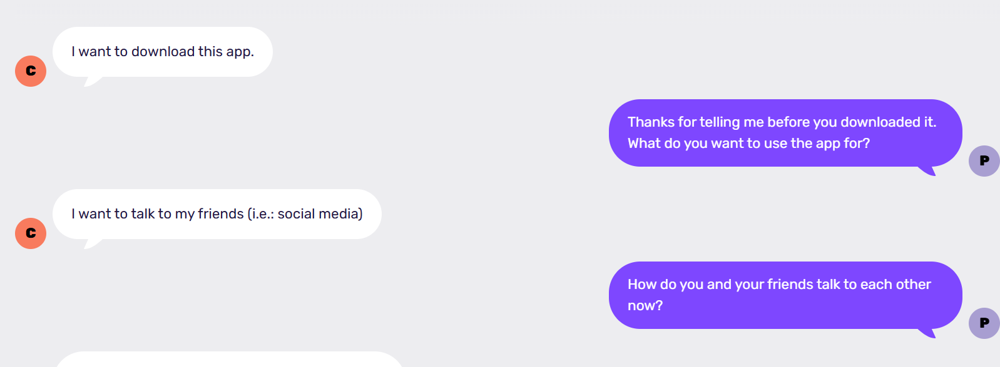 I want to download this app.
C
Thanks for telling me before you downloaded it.
What do you want to use the app for?
P
I want to talk to my friends (i.e.: social media)
C
How do you and your friends talk to each other
now?
P